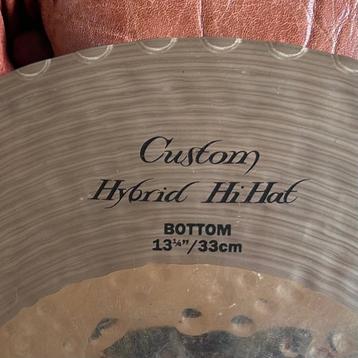 Custom
Hybrid HiHat
BOTTOM
13¼"/33cm